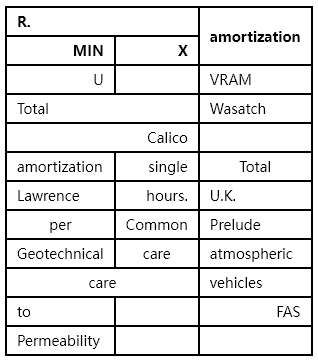 R. amortization
MIN X
U VRAM
Total Wasatch
Calico
amortization single Total
Lawrence hours. U.K.
per Common Prelude
Geotechnical care atmospheric
care vehicles
to FAS
Permeability